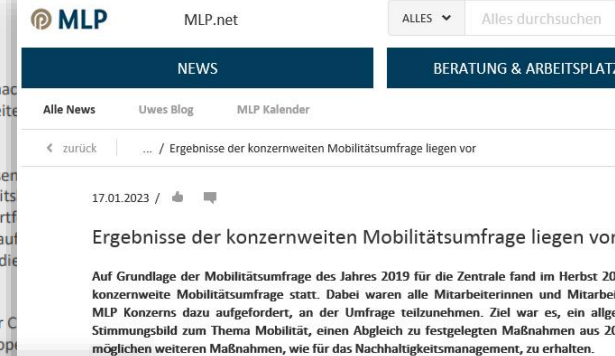 MLP
MLP.net
ALLES
Alles durchsuchen
NEWS
BERATUNG & ARBEITSPLATZ
Alle News
Uwes Blog
MLP Kalender
zurück
... / Ergebnisse der konzernweiten Mobilitätsumfrage liegen vor
17.01.2023 /
Ergebnisse der konzernweiten Mobilitätsumfrage liegen vor
Auf Grundlage der Mobilitätsumfrage des Jahres 2019 für die Zentrale fand im Herbst 20
konzernweite Mobilitätsumfrage statt. Dabei waren alle Mitarbeiterinnen und Mitarbei
MLP Konzerns dazu aufgefordert, an der Umfrage teilzunehmen. Ziel war es, ein allge
Stimmungsbild zum Thema Mobilität, einen Abgleich zu festgelegten Maßnahmen aus 20
möglichen weiteren Maßnahmen, wie für das Nachhaltigkeitsmanagement, zu erhalten.